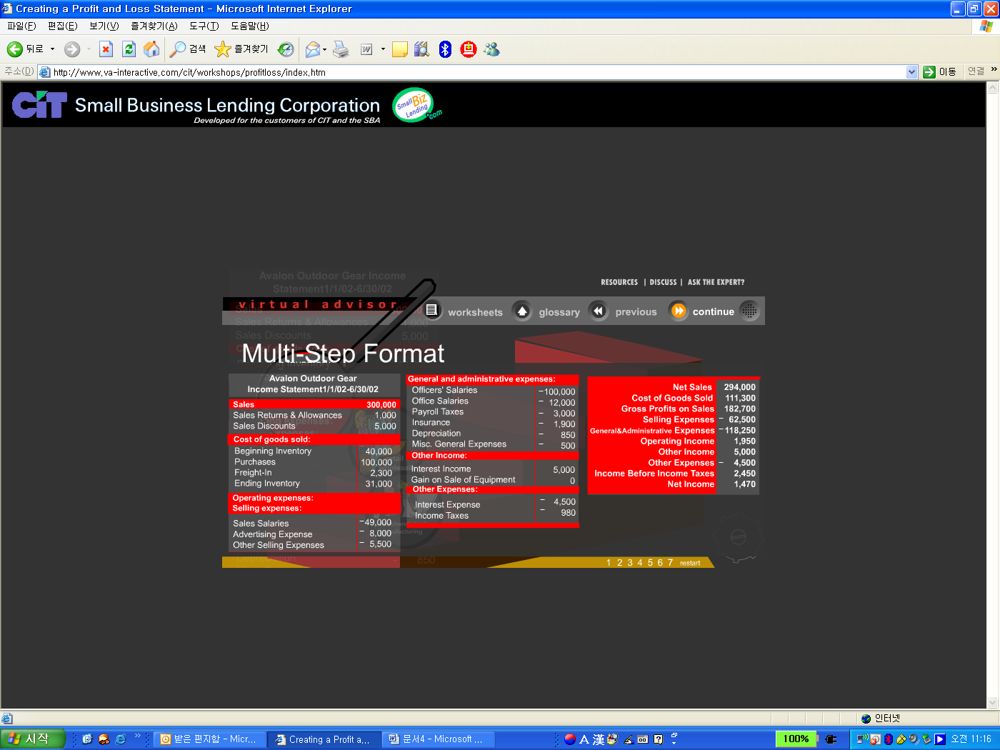 Creating a Profit and Loss Statement - Microsoft Internet Explorer
파일(F) 편집(E) 보기(V) 즐겨찾기(A) 도구(T) 도움말(H)
뒤로 검색 즐겨찾기
주소(D) http://www.va-interactive.com/cit/workshops/profitloss/index.htm 이동 연결 »
CiT Small Business Lending Corporation
Small Biz Lending .com
Developed for the customers of CIT and the SBA
Avalon Outdoor Gear Income
Statement1/1/02-6/30/02
RESOURCES | DISCUSS | ASK THE EXPERT?
virtual advisor
worksheets glossary previous continue
Sales Returns & Allowances
Sales Discounts 5,000
Multi-Step Format
Avalon Outdoor Gear
Income Statement1/1/02-6/30/02
Sales 300,000
Sales Returns & Allowances 1,000
Sales Discounts 5,000
Cost of goods sold:
Beginning Inventory 40,000
Purchases 100,000
Freight-In 2,300
Ending Inventory 31,000
Operating expenses:
Selling expenses:
Sales Salaries -49,000
Advertising Expense - 8,000
Other Selling Expenses - 5,500
General and administrative expenses:
Officers' Salaries -100,000
Office Salaries - 12,000
Payroll Taxes - 3,000
Insurance - 1,900
Depreciation - 850
Misc. General Expenses - 500
Other Income:
Interest Income 5,000
Gain on Sale of Equipment 0
Other Expenses:
Interest Expense - 4,500
Income Taxes - 980
Net Sales 294,000
Cost of Goods Sold 111,300
Gross Profits on Sales 182,700
Selling Expenses - 62,500
General&Administrative Expenses -118,250
Operating Income 1,950
Other Income 5,000
Other Expenses - 4,500
Income Before Income Taxes 2,450
Net Income 1,470
Depreciation - 850
1 2 3 4 5 6 7 restart
인터넷
시작 » 받은 편지함 - Micr... Creating a Profit a... 문서4 - Microsoft ... A 漢 100% 오전 11:16